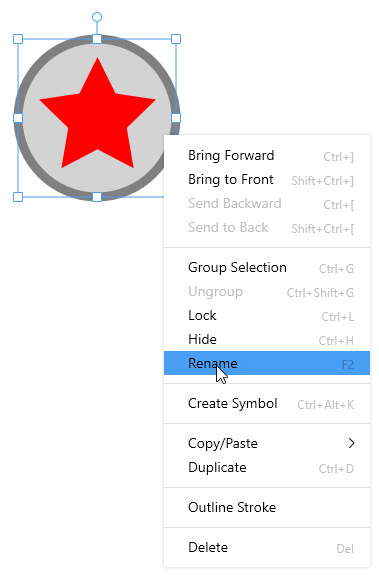 Bring Forward Ctrl+]
Bring to Front Shift+Ctrl+]
Send Backward Ctrl+[
Send to Back Shift+Ctrl+[
Group Selection Ctrl+G
Ungroup Ctrl+Shift+G
Lock Ctrl+L
Hide Ctrl+H
Rename F2
Create Symbol Ctrl+Alt+K
Copy/Paste
Duplicate Ctrl+D
Outline Stroke
Delete Del